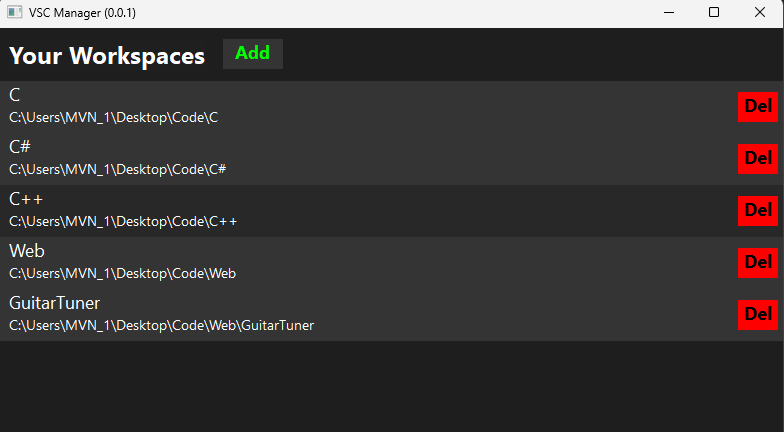 VSC Manager (0.0.1)
Your Workspaces Add
C
C:\Users\MVN_1\Desktop\Code\C
Del
C#
C:\Users\MVN_1\Desktop\Code\C#
Del
C++
C:\Users\MVN_1\Desktop\Code\C++
Del
Web
C:\Users\MVN_1\Desktop\Code\Web
Del
GuitarTuner
C:\Users\MVN_1\Desktop\Code\Web\GuitarTuner
Del